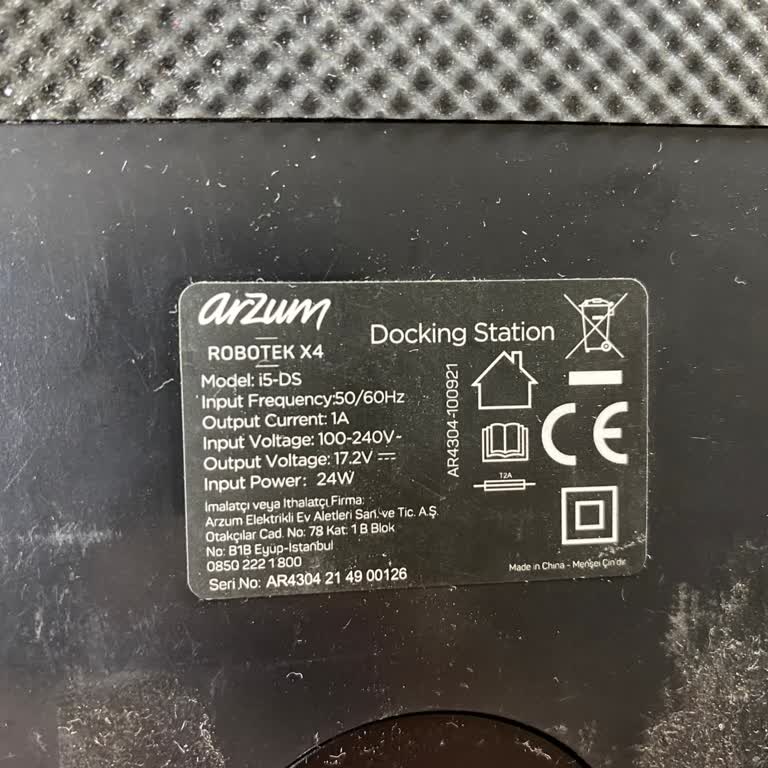 arzum
ROBOTEK X4
Docking Station
Model: i5-DS
Input Frequency:50/60Hz
Output Current: 1A
Input Voltage: 100-240V~
Output Voltage: 17.2V
Input Power: 24W
İmalatçı veya İthalatçı Firma:
Arzum Elektrikli Ev Aletleri San. ve Tic. A.Ş.
Otakçılar Cad. No: 78 Kat: 1 B Blok
No: B1B Eyüp-İstanbul
0850 222 1 800
Seri No: AR4304 21 49 00126
AR4304-100921
CE
T2A
Made in China - Menşei Çin'dir